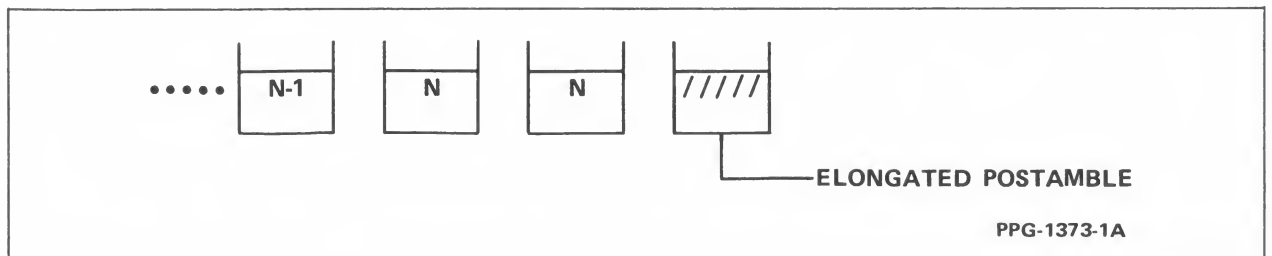 ••••• N-1 N N /////
ELONGATED POSTAMBLE
PPG-1373-1A